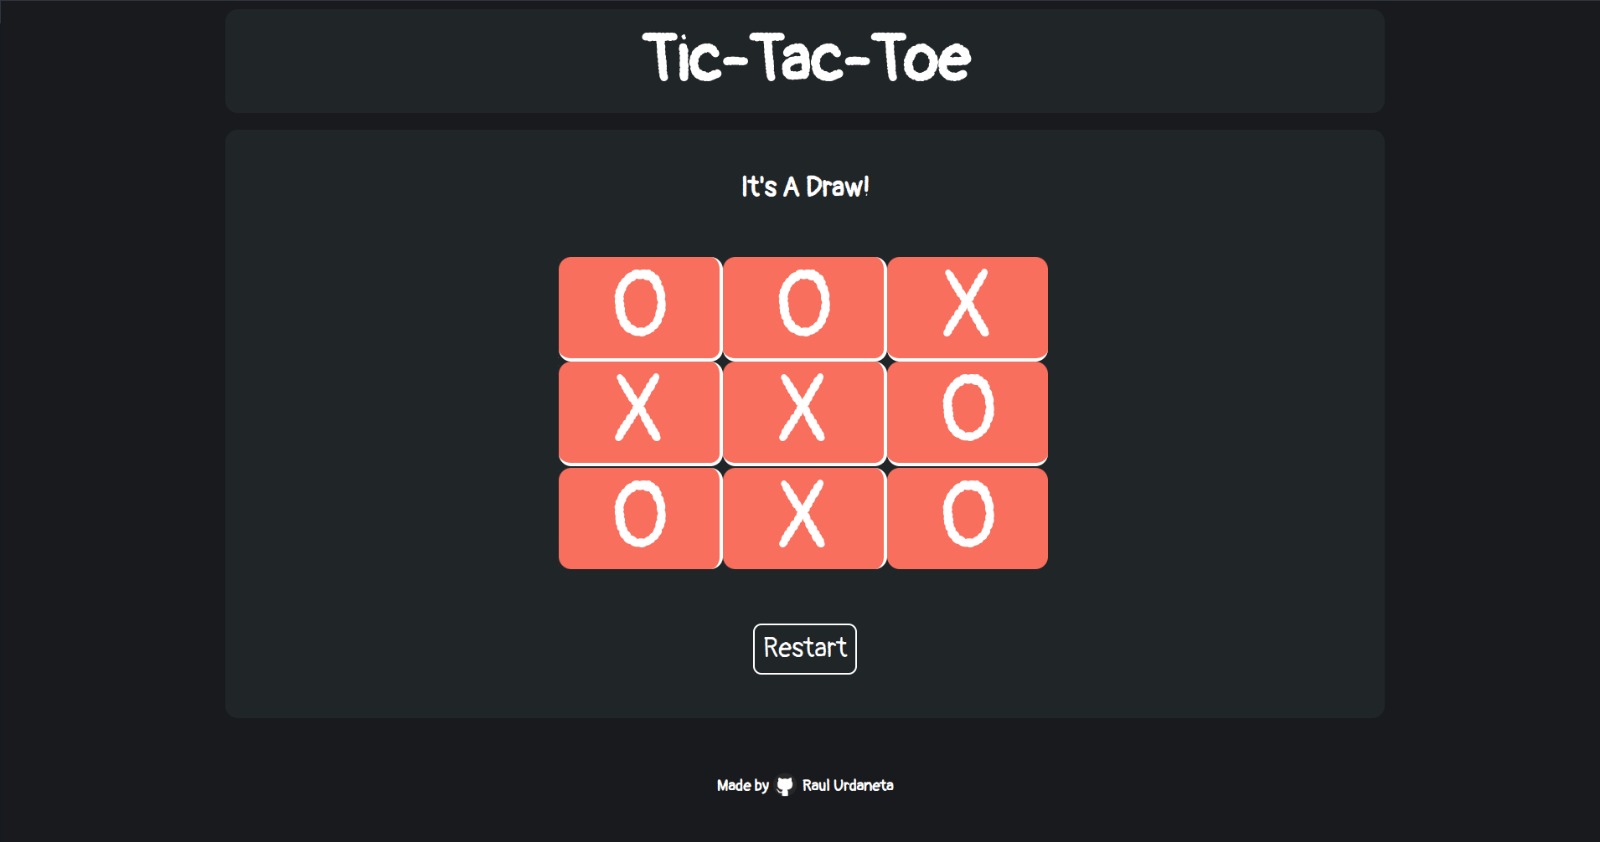 Tic-Tac-Toe
It's A Draw!
O O X
X X O
O X O
Restart
Made by Raul Urdaneta